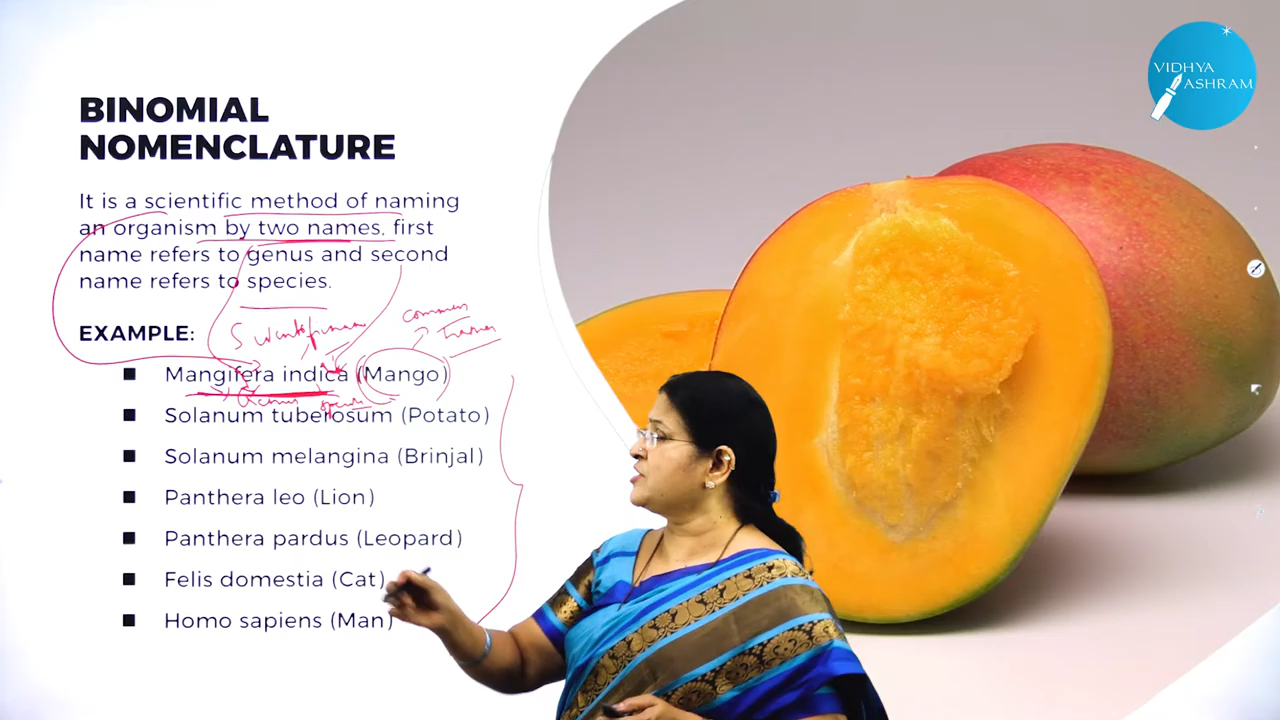 VIDHYA
ASHRAM
BINOMIAL
NOMENCLATURE
It is a scientific method of naming
an organism by two names, first
name refers to genus and second
name refers to species.
common
EXAMPLE:
Mangifera indica (Mango)
Genus
Solanum tuberosum (Potato)
Solanum melangina (Brinjal)
Panthera leo (Lion)
Panthera pardus (Leopard)
Felis domestia (Cat)
Homo sapiens (Man)